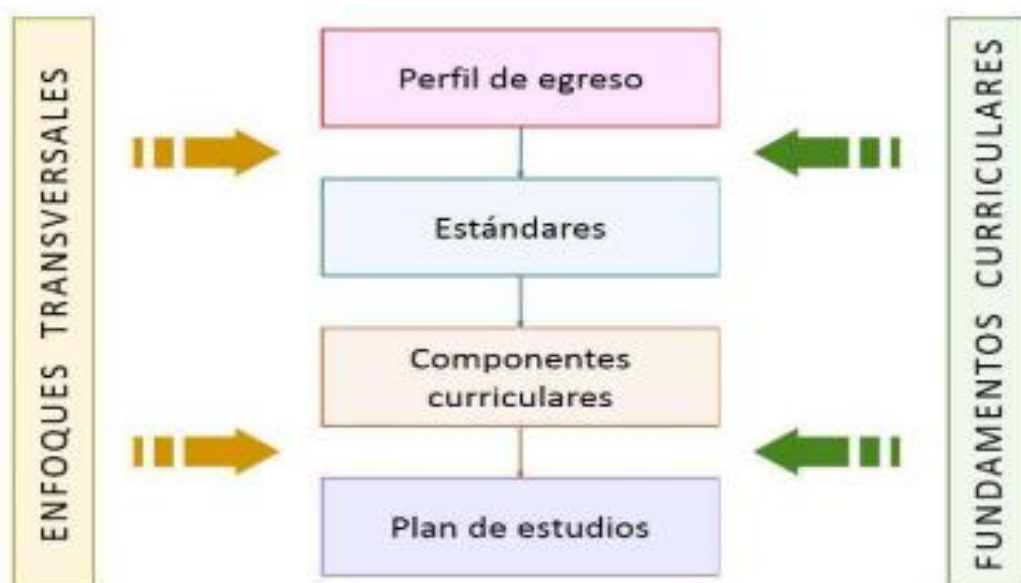 ENFOQUES TRANSVERSALES
Perfil de egreso
Estándares
Componentes
curriculares
Plan de estudios
FUNDAMENTOS CURRICULARES